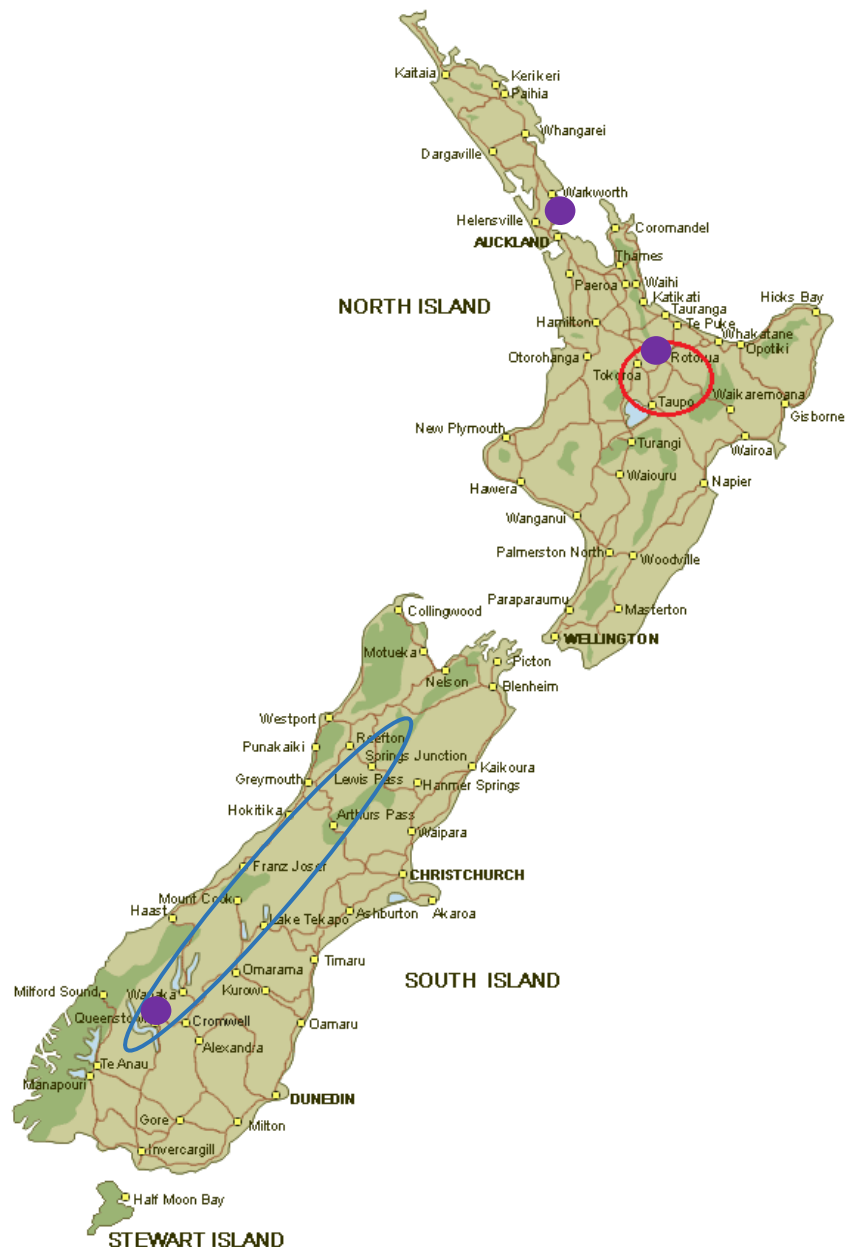 Kaitaia
Kerikeri
Paihia
Whangarei
Dargaville
Warkworth
Helensville
Coromandel
AUCKLAND
Thames
Paeroa
Waihi
Katikati
Hicks Bay
NORTH ISLAND
Tauranga
Hamilton
Te Puke
Whakatane
Opotiki
Otorohanga
Rotorua
Tokoroa
Waikaremoana
Taupo
Gisborne
New Plymouth
Turangi
Wairoa
Waiouru
Napier
Hawera
Wanganui
Palmerston North
Woodville
Paraparaumu
Masterton
Collingwood
WELLINGTON
Motueka
Picton
Nelson
Blenheim
Westport
Reefton
Punakaiki
Springs Junction
Kaikoura
Greymouth
Lewis Pass
Hanmer Springs
Hokitika
Arthurs Pass
Waipara
Franz Josef
CHRISTCHURCH
Mount Cook
Haast
Lake Tekapo
Ashburton
Akaroa
Timaru
Omarama
SOUTH ISLAND
Milford Sound
Wanaka
Kurow
Queenstown
Cromwell
Oamaru
Alexandra
Te Anau
Manapouri
DUNEDIN
Gore
Milton
Invercargill
Half Moon Bay
STEWART ISLAND